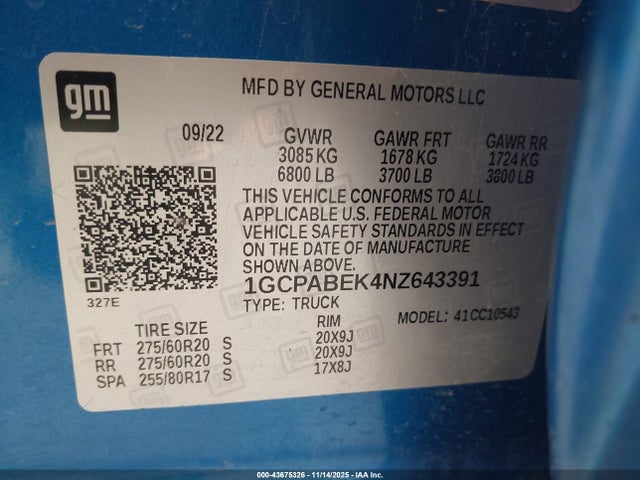 gm
MFD BY GENERAL MOTORS LLC
09/22 GVWR GAWR FRT GAWR RR
3085 KG 1678 KG 1724 KG
6800 LB 3700 LB 3800 LB
THIS VEHICLE CONFORMS TO ALL
APPLICABLE U.S. FEDERAL MOTOR
VEHICLE SAFETY STANDARDS IN EFFECT
ON THE DATE OF MANUFACTURE
SHOWN ABOVE.
1GCPABEK4NZ643391
327E
TYPE: TRUCK MODEL: 41CC10543
TIRE SIZE RIM
FRT 275/60R20 S 20X9J
RR 275/60R20 S 20X9J
SPA 255/80R17 S 17X8J
000-43675326 - 11/14/2025 - IAA Inc.